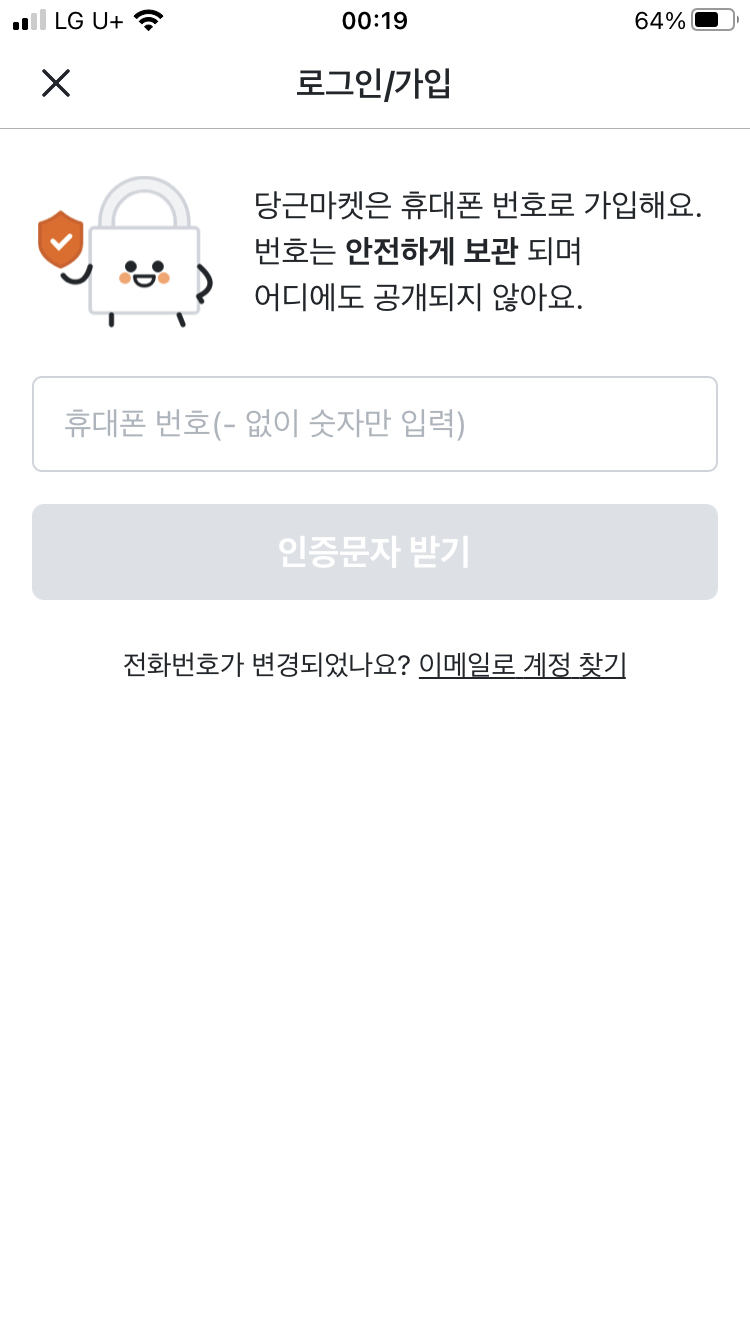 LG U+ 00:19 64%
로그인/가입
당근마켓은 휴대폰 번호로 가입해요.
번호는 안전하게 보관 되며
어디에도 공개되지 않아요.
휴대폰 번호(- 없이 숫자만 입력)
인증문자 받기
전화번호가 변경되었나요? 이메일로 계정 찾기